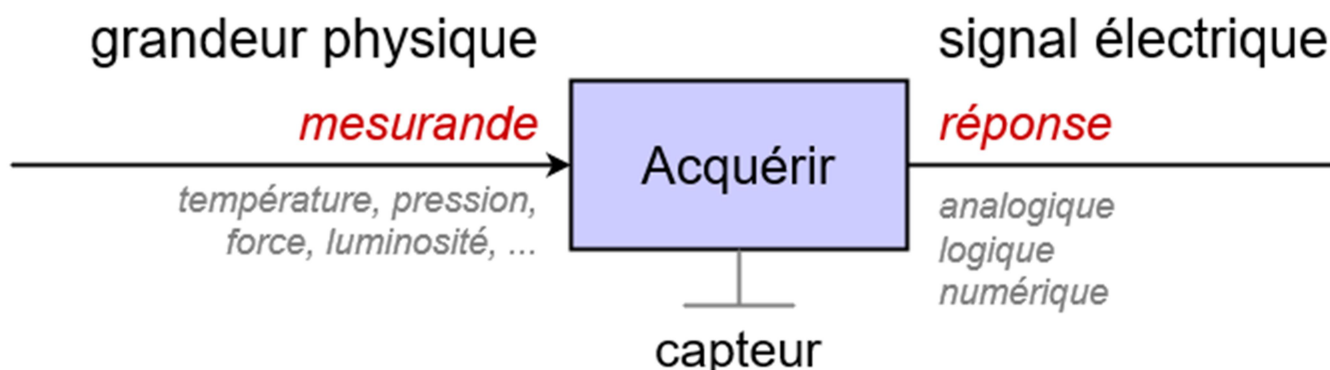 grandeur physique
mesurande
température, pression,
force, luminosité, ...
Acquérir
capteur
signal électrique
réponse
analogique
logique
numérique